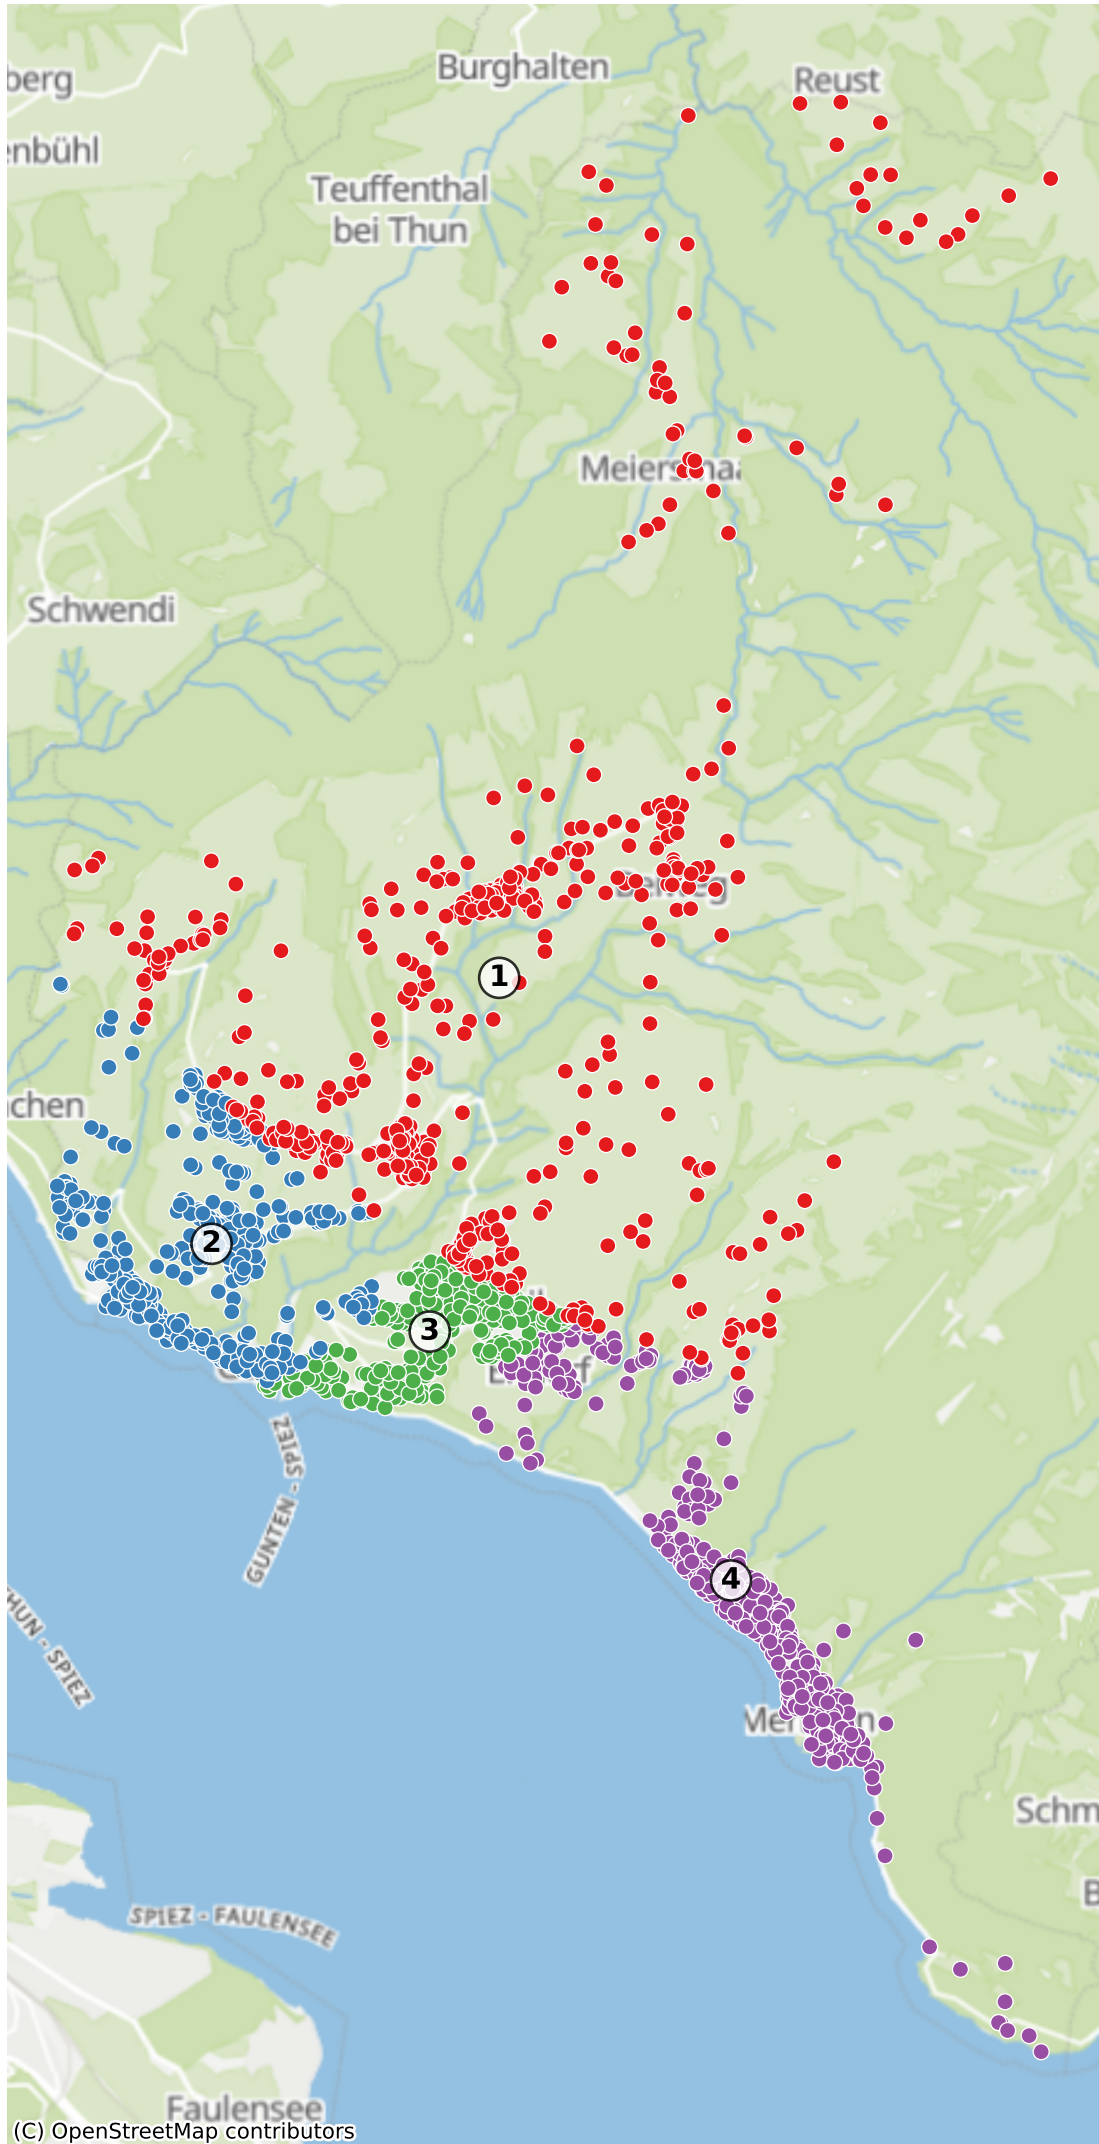 Burghalten
Reust
berg
enbühl
Teuffenthal
bei Thun
Schwendi
chen
1
2
3
GUNTEN - SPIEZ
4
THUN - SPIEZ
Schm
B
SPIEZ - FAULENSEE
Faulensee
(C) OpenStreetMap contributors